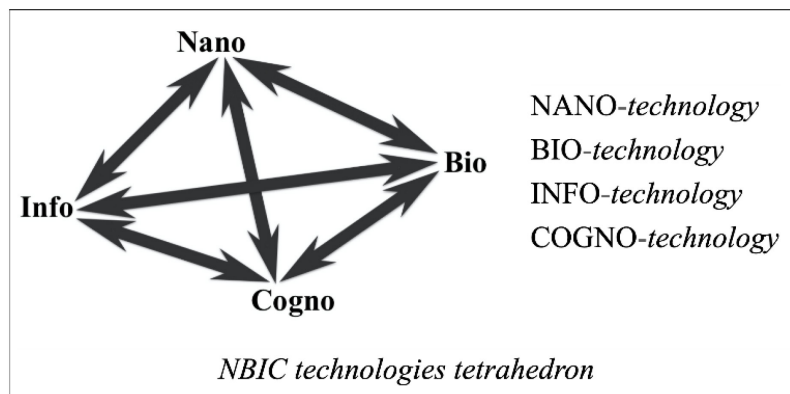 Nano
Bio
Info
Cogno
NANO-technology
BIO-technology
INFO-technology
COGNO-technology
NBIC technologies tetrahedron